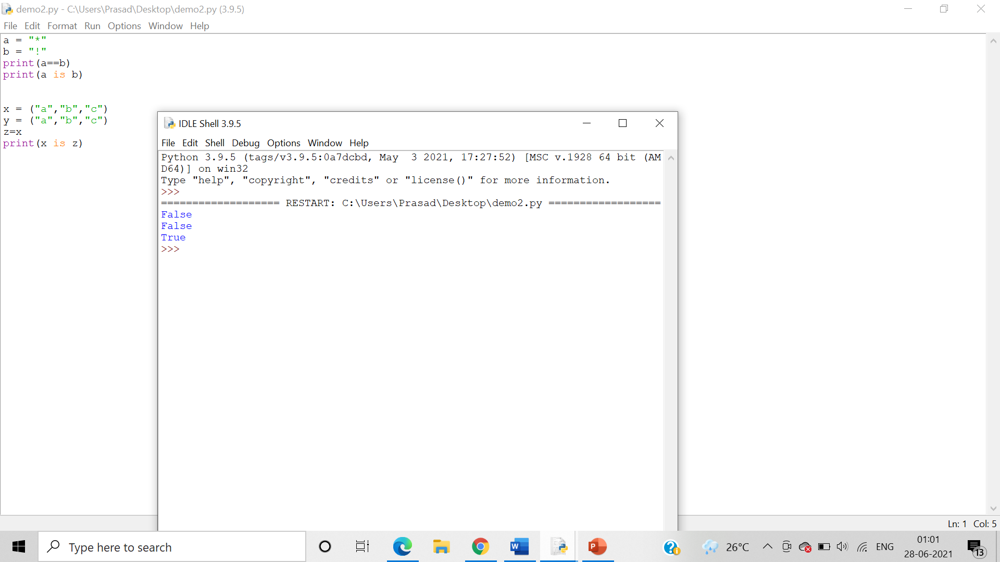 demo2.py - C:\Users\Prasad\Desktop\demo2.py (3.9.5)
File Edit Format Run Options Window Help
a = "*"
b = "!"
print(a==b)
print(a is b)
x = ("a","b","c")
y = ("a","b","c")
z=x
print(x is z)
IDLE Shell 3.9.5
File Edit Shell Debug Options Window Help
Python 3.9.5 (tags/v3.9.5:0a7dcbd, May  3 2021, 17:27:52) [MSC v.1928 64 bit (AM
D64)] on win32
Type "help", "copyright", "credits" or "license()" for more information.
>>>
=================== RESTART: C:\Users\Prasad\Desktop\demo2.py ==================
False
False
True
>>>
Ln: 1 Col: 5
Type here to search
26°C
ENG
01:01
28-06-2021
13